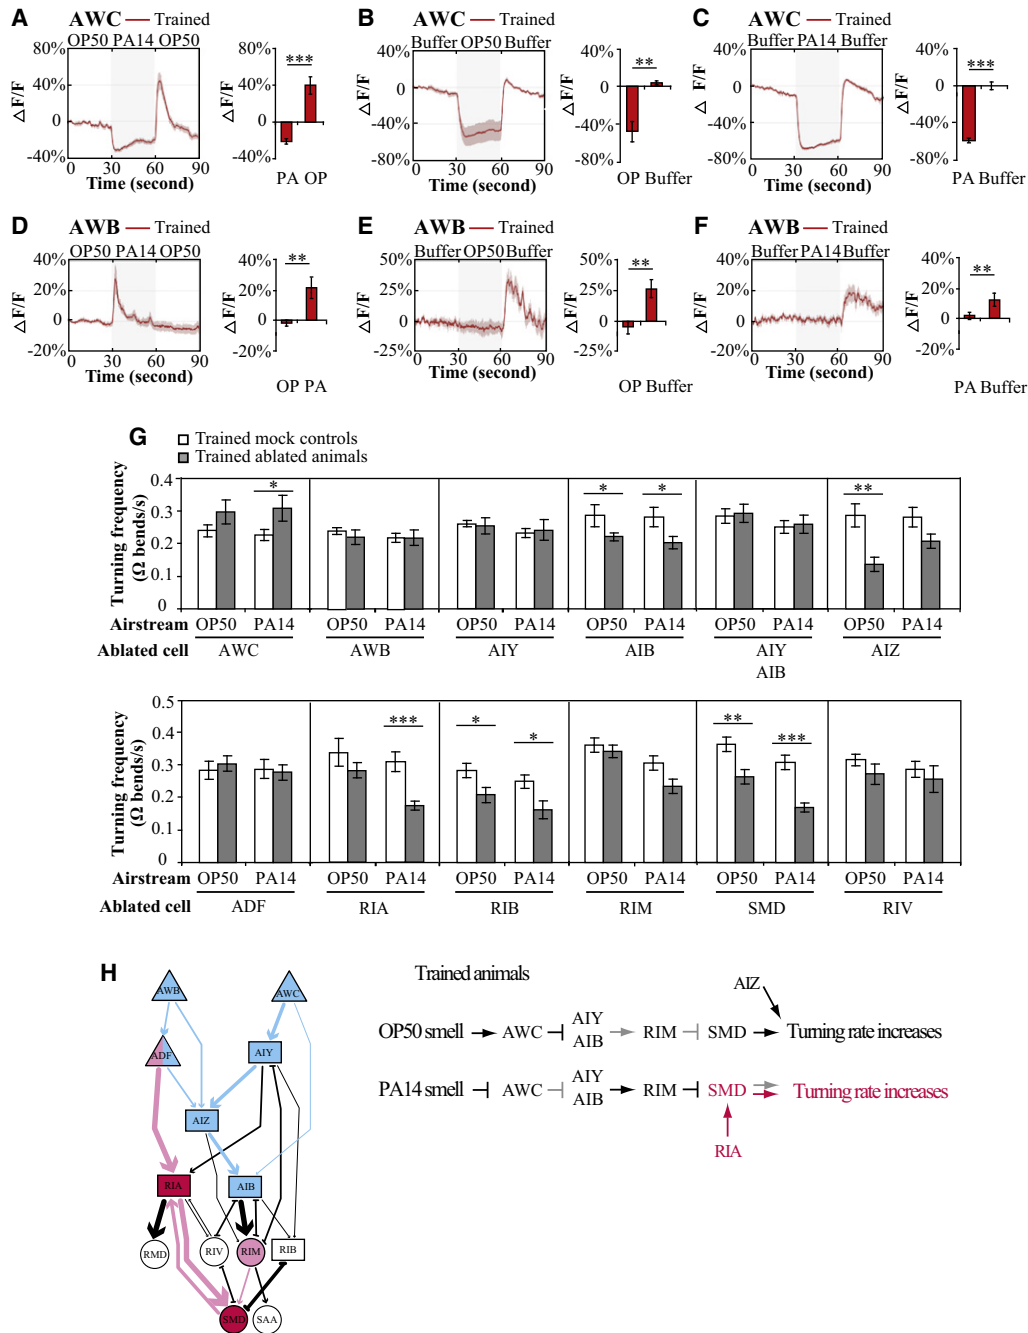 A
AWC — Trained
OP50 PA14 OP50
80%
40%
0
-40%
△F/F
0 30 60 90
Time (second)
80%
40%
0
-40%
△F/F
***
PA OP
B
AWC — Trained
Buffer OP50 Buffer
40%
0
-40%
-80%
△F/F
0 30 60 90
Time (second)
40%
0
-40%
-80%
△F/F
**
OP Buffer
C
AWC — Trained
Buffer PA14 Buffer
40%
0
-40%
-80%
△ F/F
0 30 60 90
Time (second)
40%
0
-40%
-80%
△F/F
***
PA Buffer
D
AWB — Trained
OP50 PA14 OP50
40%
20%
0
-20%
△F/F
0 30 60 90
Time (second)
40%
20%
0
-20%
△F/F
**
OP PA
E
AWB — Trained
Buffer OP50 Buffer
50%
25%
0
-25%
△F/F
0 30 60 90
Time (second)
50%
25%
0
-25%
△F/F
**
OP Buffer
F
AWB — Trained
Buffer PA14 Buffer
40%
20%
0
-20%
△F/F
0 30 60 90
Time (second)
40%
20%
0
-20%
△F/F
**
PA Buffer
G
Trained mock controls
Trained ablated animals
Turning frequency
(Ω bends/s)
0.4
0.3
0.2
0.1
0
* * * **
Airstream OP50 PA14 OP50 PA14 OP50 PA14 OP50 PA14 OP50 PA14 OP50 PA14
Ablated cell AWC AWB AIY AIB AIY AIZ
AIB
Turning frequency
(Ω bends/s)
0.5
0.4
0.3
0.2
0.1
0
*** * * ** ***
Airstream OP50 PA14 OP50 PA14 OP50 PA14 OP50 PA14 OP50 PA14 OP50 PA14
Ablated cell ADF RIA RIB RIM SMD RIV
H
AWB AWC
ADF AIY
AIZ
RIA AIB
RMD RIV RIM RIB
SMD SAA
Trained animals
AIZ
OP50 smell AWC AIY AIB RIM SMD Turning rate increases
PA14 smell AWC AIY AIB RIM SMD Turning rate increases
RIA